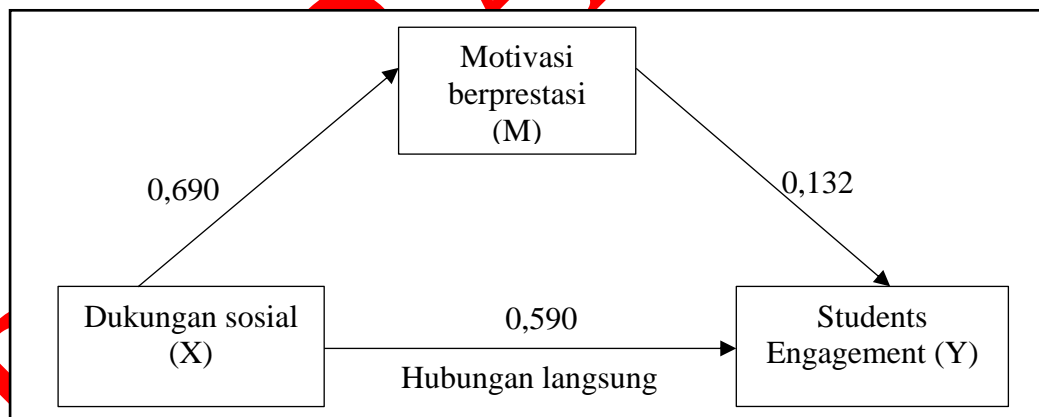 Motivasi
berprestasi
(M)
0,690
0,132
Dukungan sosial
(X)
0,590
Hubungan langsung
Students
Engagement (Y)